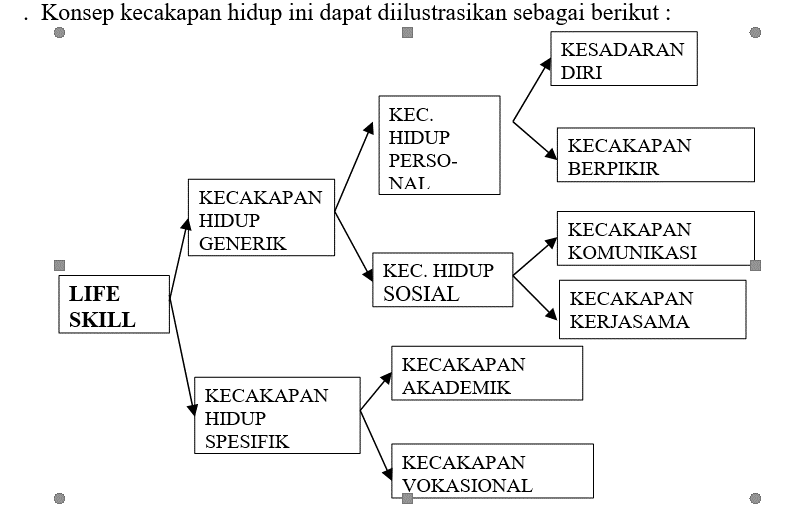 . Konsep kecakapan hidup ini dapat diilustrasikan sebagai berikut :
KESADARAN
DIRI
KEC.
HIDUP
PERSO-
NAL
KECAKAPAN
BERPIKIR
KECAKAPAN
HIDUP
GENERIK
KECAKAPAN
KOMUNIKASI
KEC. HIDUP
SOSIAL
LIFE
SKILL
KECAKAPAN
KERJASAMA
KECAKAPAN
AKADEMIK
KECAKAPAN
HIDUP
SPESIFIK
KECAKAPAN
VOKASIONAL